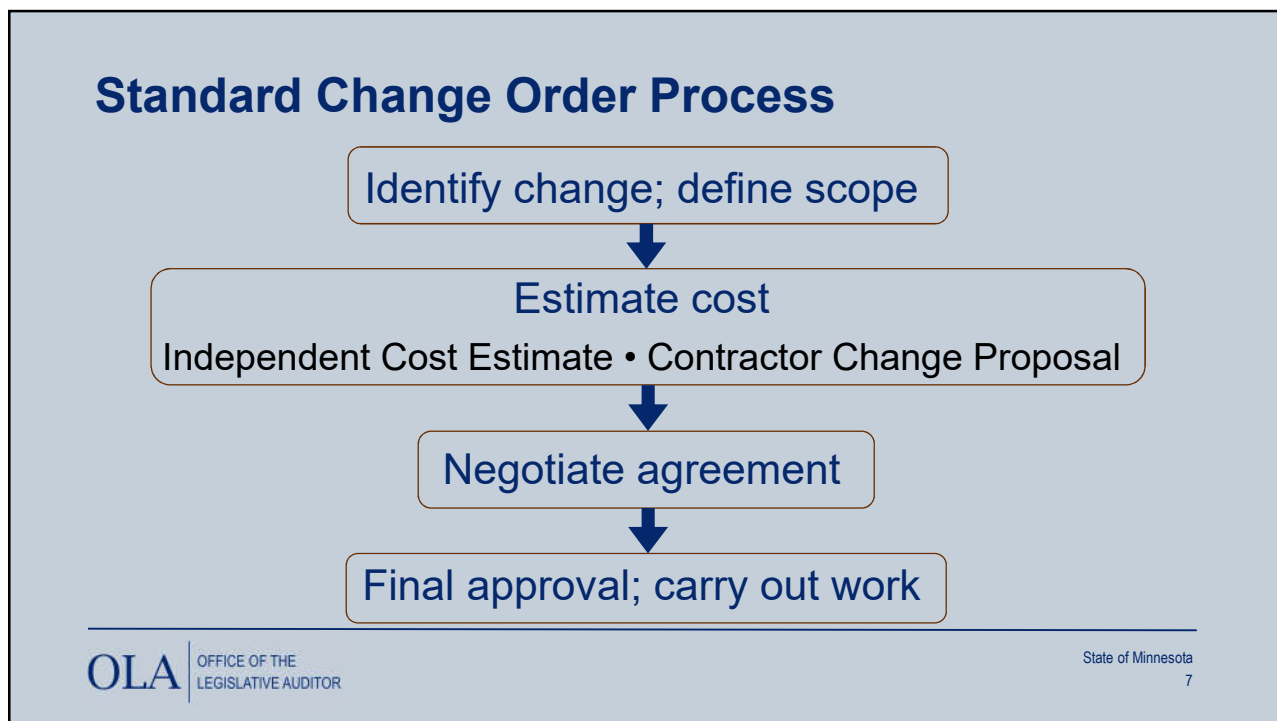 Standard Change Order Process
Identify change; define scope
Estimate cost
Independent Cost Estimate • Contractor Change Proposal
Negotiate agreement
Final approval; carry out work
OLA
OFFICE OF THE
LEGISLATIVE AUDITOR
State of Minnesota
7